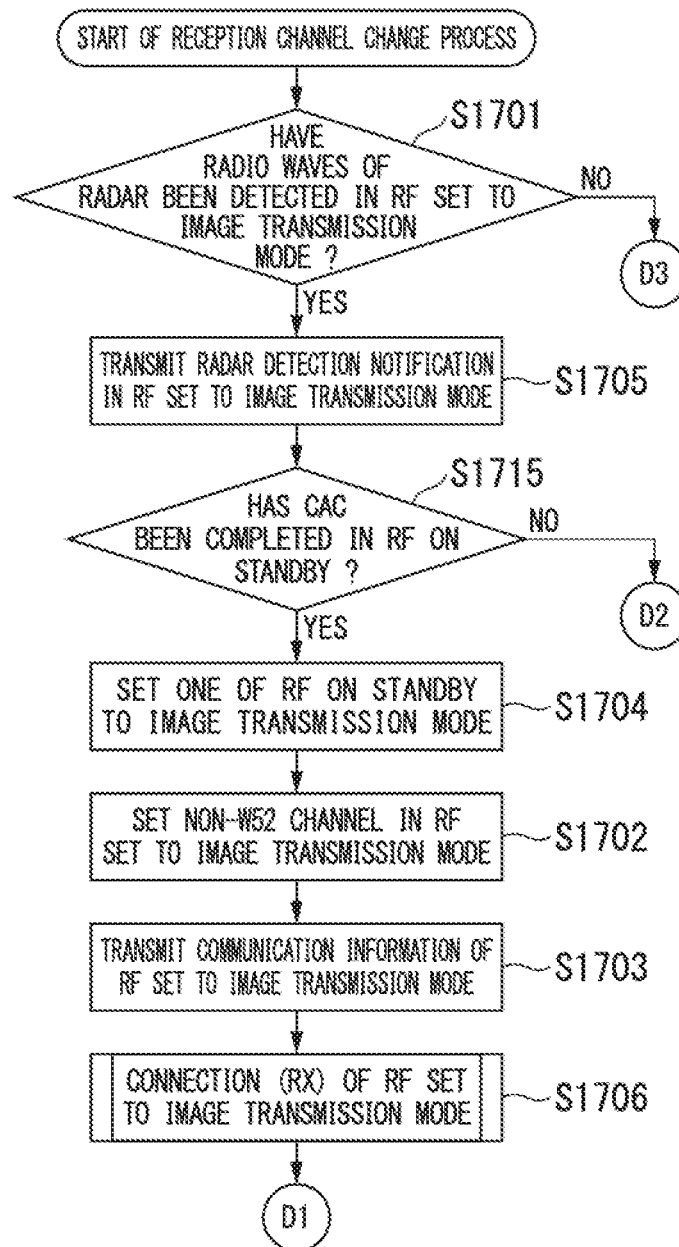 START OF RECEPTION CHANNEL CHANGE PROCESS
S1701
HAVE
RADIO WAVES OF
RADAR BEEN DETECTED IN RF SET TO
IMAGE TRANSMISSION
MODE ?
NO
D3
YES
TRANSMIT RADAR DETECTION NOTIFICATION
IN RF SET TO IMAGE TRANSMISSION MODE
S1705
S1715
HAS CAC
BEEN COMPLETED IN RF ON
STANDBY ?
NO
D2
YES
SET ONE OF RF ON STANDBY
TO IMAGE TRANSMISSION MODE
S1704
SET NON-W52 CHANNEL IN RF
SET TO IMAGE TRANSMISSION MODE
S1702
TRANSMIT COMMUNICATION INFORMATION OF
RF SET TO IMAGE TRANSMISSION MODE
S1703
CONNECTION (RX) OF RF SET
TO IMAGE TRANSMISSION MODE
S1706
D1